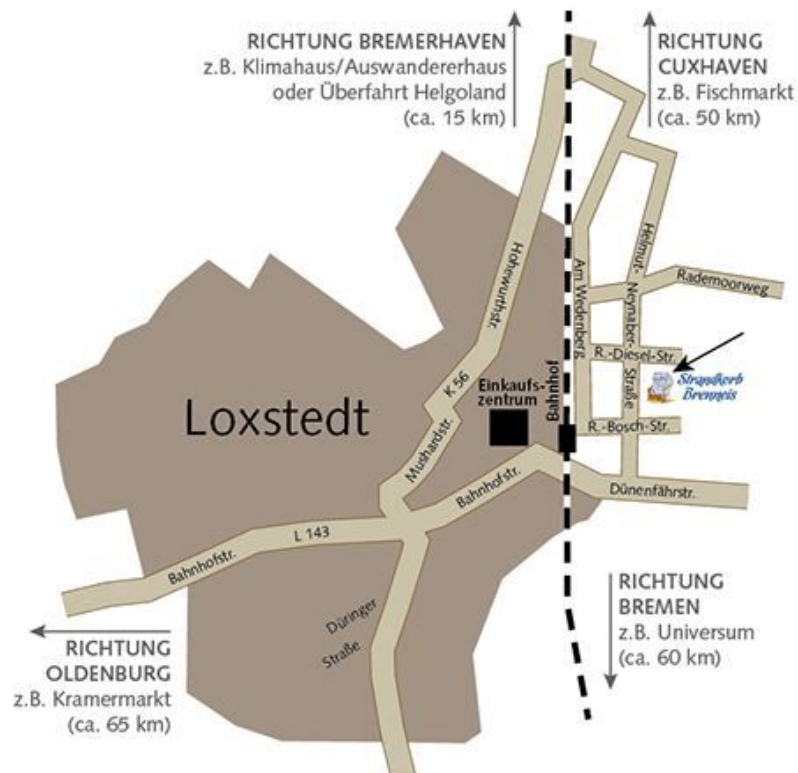 RICHTUNG BREMERHAVEN
z.B. Klimahaus/Auswandererhaus
oder Überfahrt Helgoland
(ca. 15 km)
RICHTUNG
CUXHAVEN
z.B. Fischmarkt
(ca. 50 km)
Hohewurthstr.
Am Wedenberg
Helmut-
Neynaber-
Straße
Rademoorweg
R.-Diesel-Str.
Strandkorb
Brenneis
K 56
Einkaufs-
zentrum
Bahnhof
Loxstedt
Mushardstr.
R.-Bosch-Str.
Bahnhofstr.
Dünenfährstr.
L 143
Bahnhofstr.
Düringer
Straße
RICHTUNG
BREMEN
z.B. Universum
(ca. 60 km)
RICHTUNG
OLDENBURG
z.B. Kramermarkt
(ca. 65 km)